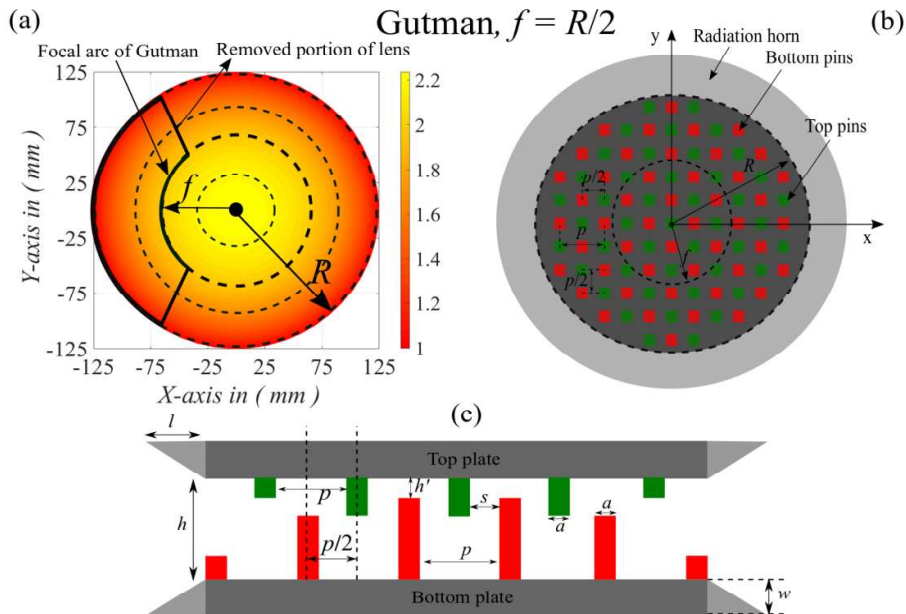 (a)
Gutman, f = R/2
(b)
Focal arc of Gutman
Removed portion of lens
125
75
25
-25
-75
-125
Y-axis in ( mm )
-125 -75 -25 25 75 125
X-axis in ( mm )
f
R
2.2
2
1.8
1.6
1.4
1.2
1
y
Radiation horn
Bottom pins
Top pins
R
p/2
x
p
f
p/2
(c)
l
Top plate
p
h'
s
h
a
a
p/2
p
w
Bottom plate